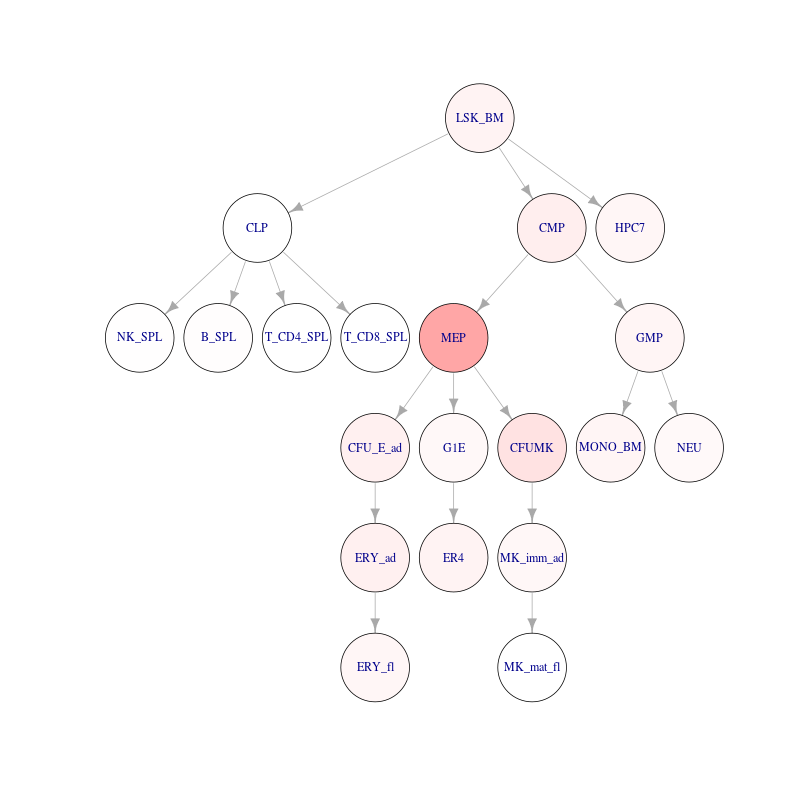 LSK_BM
CLP
CMP
HPC7
NK_SPL
B_SPL
T_CD4_SPL
T_CD8_SPL
MEP
GMP
CFU_E_ad
G1E
CFUMK
MONO_BM
NEU
ERY_ad
ER4
MK_imm_ad
ERY_fl
MK_mat_fl